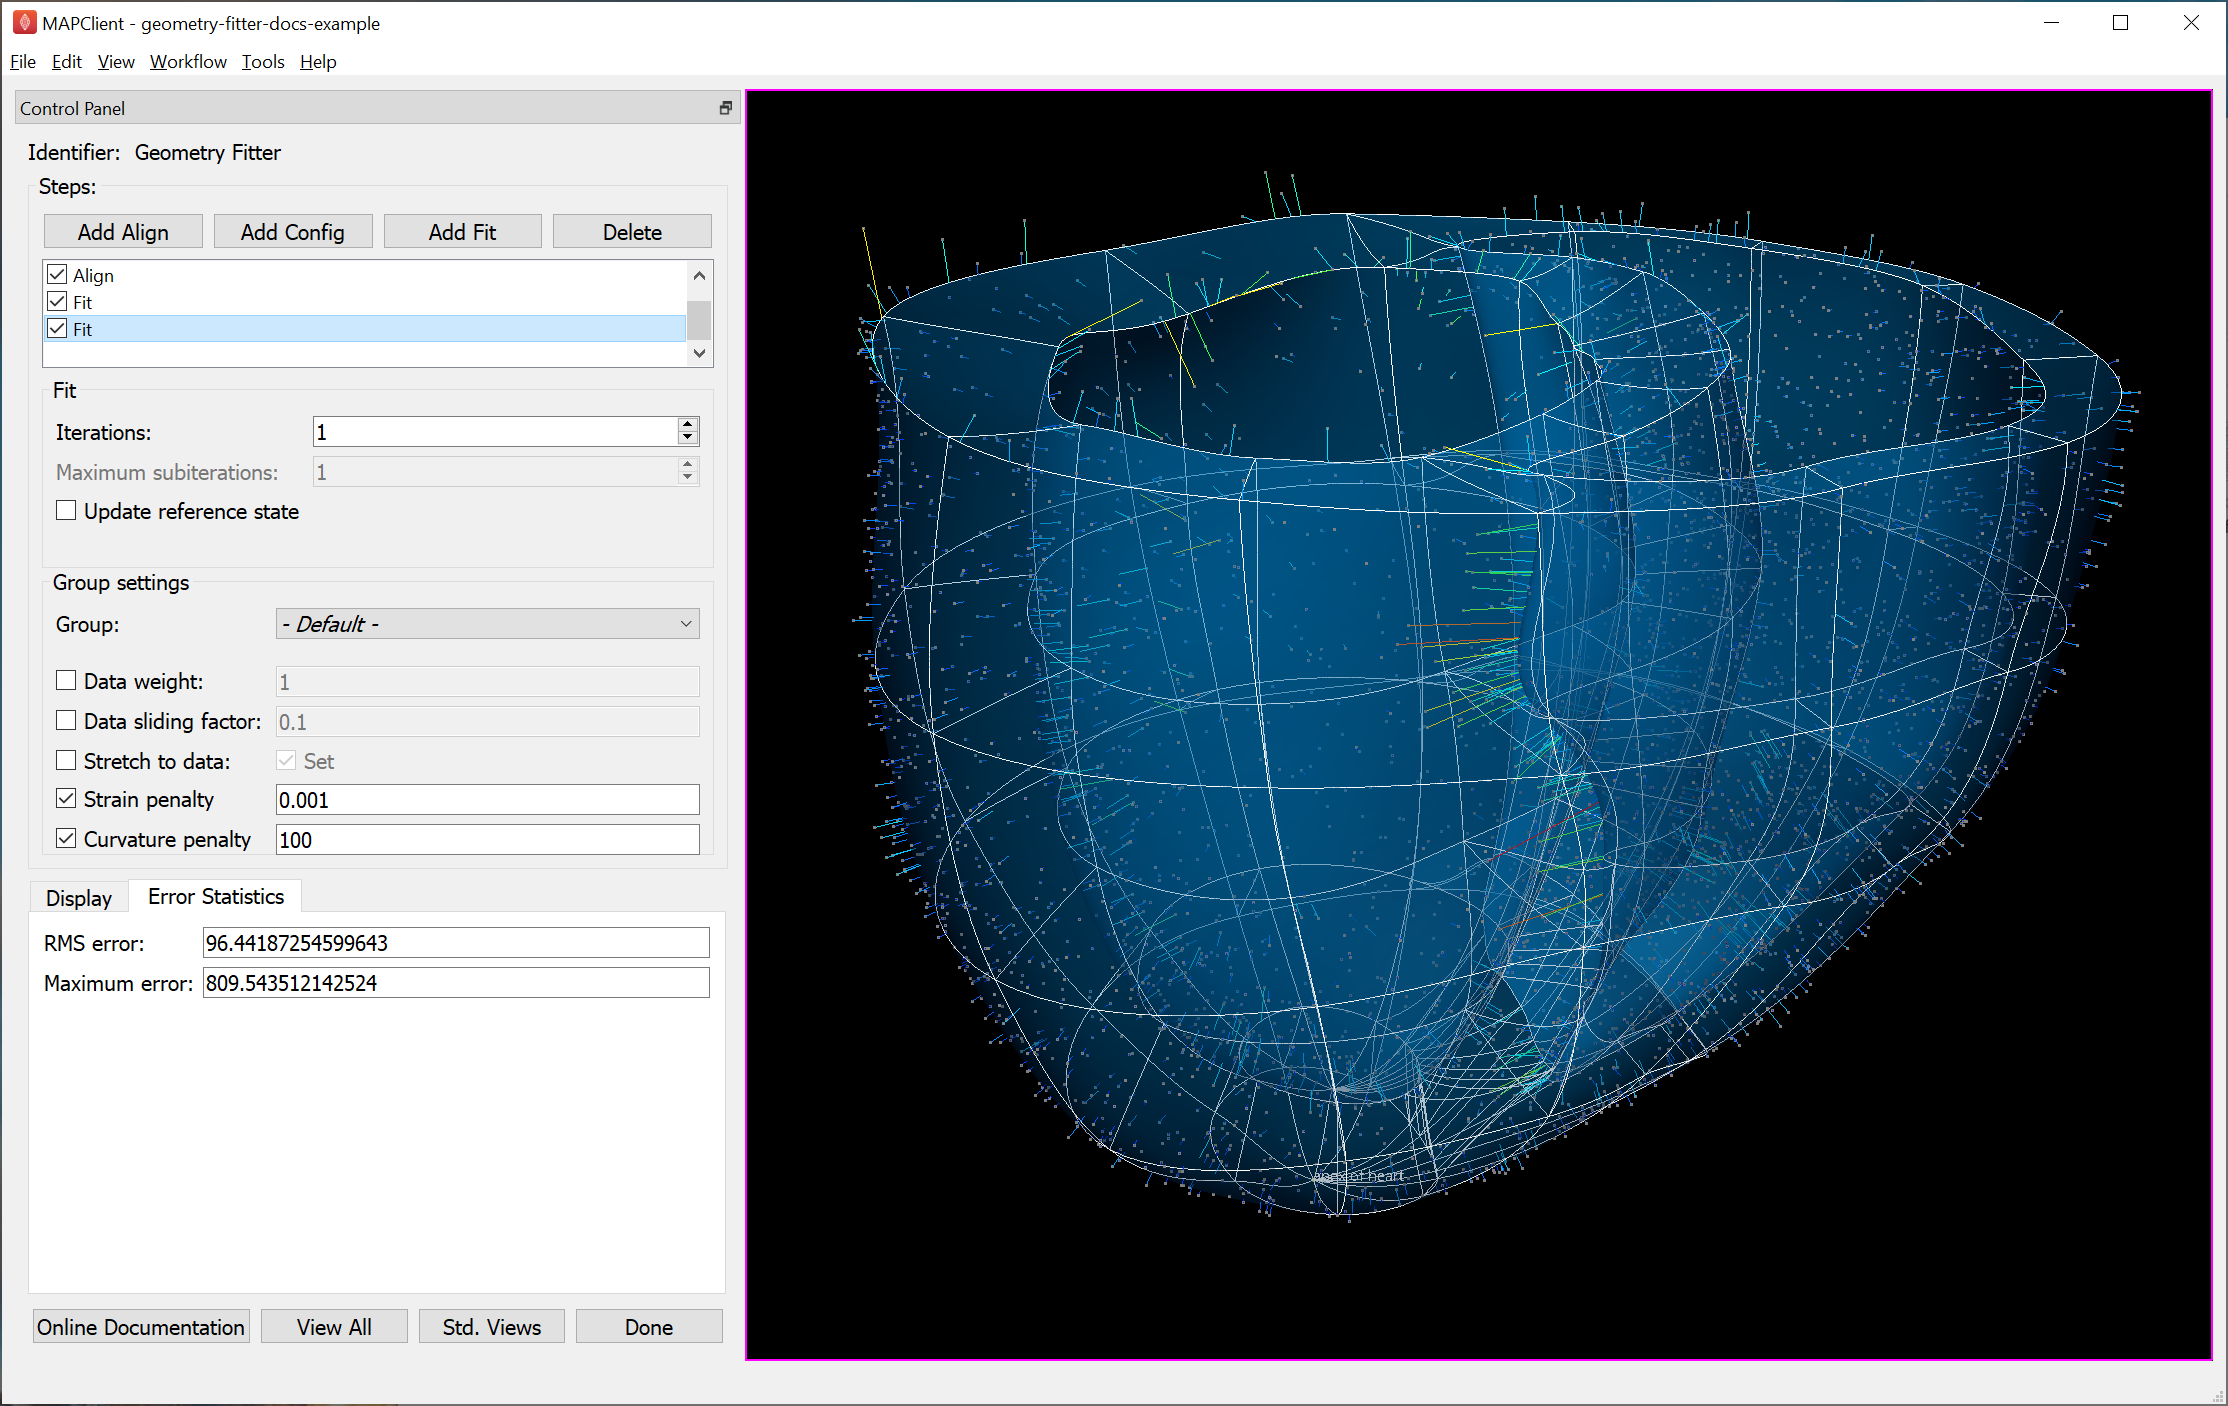 MAPClient - geometry-fitter-docs-example
File Edit View Workflow Tools Help
Control Panel
Identifier: Geometry Fitter
Steps:
Add Align Add Config Add Fit Delete
Align
Fit
Fit
Fit
Iterations: 1
Maximum subiterations: 1
Update reference state
Group settings
Group: - Default -
Data weight: 1
Data sliding factor: 0.1
Stretch to data: Set
Strain penalty 0.001
Curvature penalty 100
Display Error Statistics
RMS error: 96.44187254599643
Maximum error: 809.543512142524
Online Documentation View All Std. Views Done
apex of heart